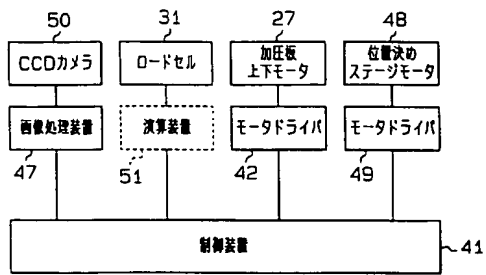 50
31
27
48
CCDカメラ
ロードセル
加圧板
上下モータ
位置決め
ステージモータ
画像処理装置
演算装置
モータドライバ
モータドライバ
47
51
42
49
制御装置
41